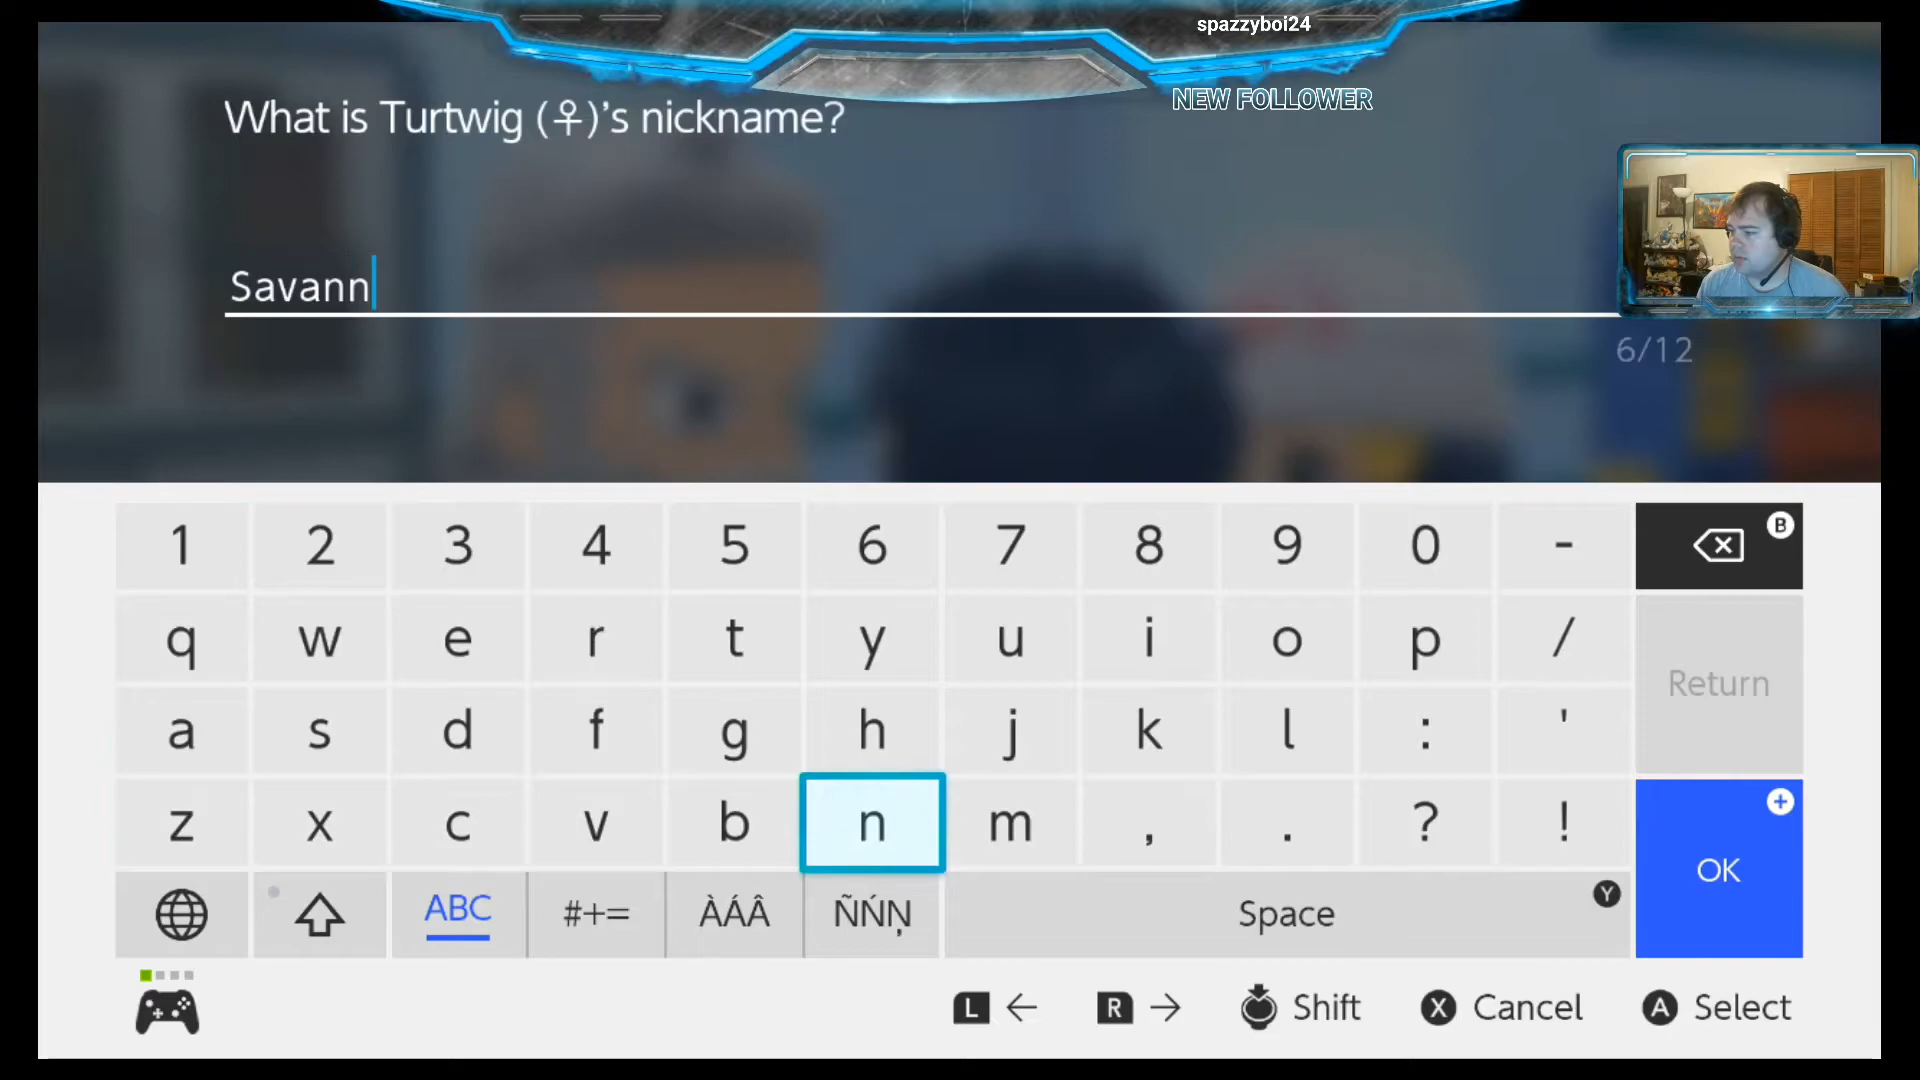 spazzyboi24
NEW FOLLOWER
What is Turtwig (♀)'s nickname?
Savann
6/12
1 2 3 4 5 6 7 8 9 0 - B
q w e r t y u i o p /
Return
a s d f g h j k l : '
z x c v b n m , . ? ! +
OK
ABC #+= ÀÁÂ ÑŃŅ Space Y
L ← R → Shift X Cancel A Select